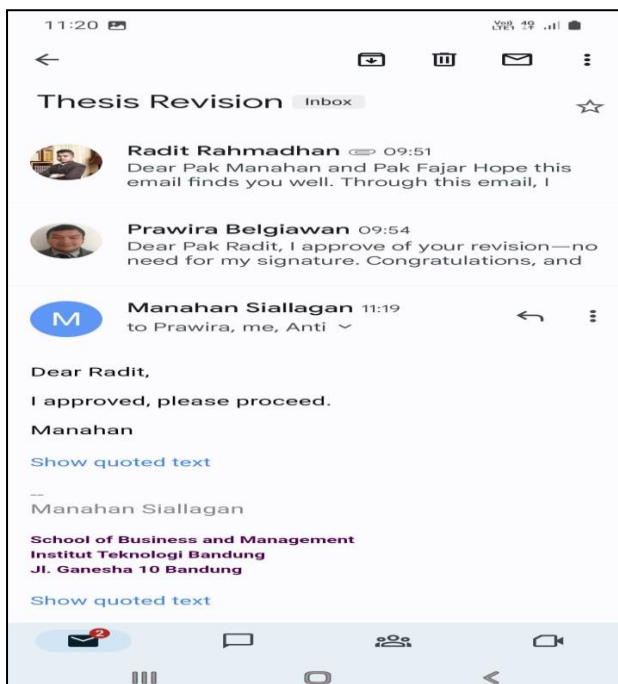 11:20
VoD 4G
LTE1
Thesis Revision Inbox
Radit Rahmadhan 09:51
Dear Pak Manahan and Pak Fajar Hope this
email finds you well. Through this email, I
Prawira Belgiawan 09:54
Dear Pak Radit, I approve of your revision—no
need for my signature. Congratulations, and
M
Manahan Siallagan 11:19
to Prawira, me, Anti
Dear Radit,
I approved, please proceed.
Manahan
Show quoted text
--
Manahan Siallagan
School of Business and Management
Institut Teknologi Bandung
Jl. Ganesha 10 Bandung
Show quoted text
2